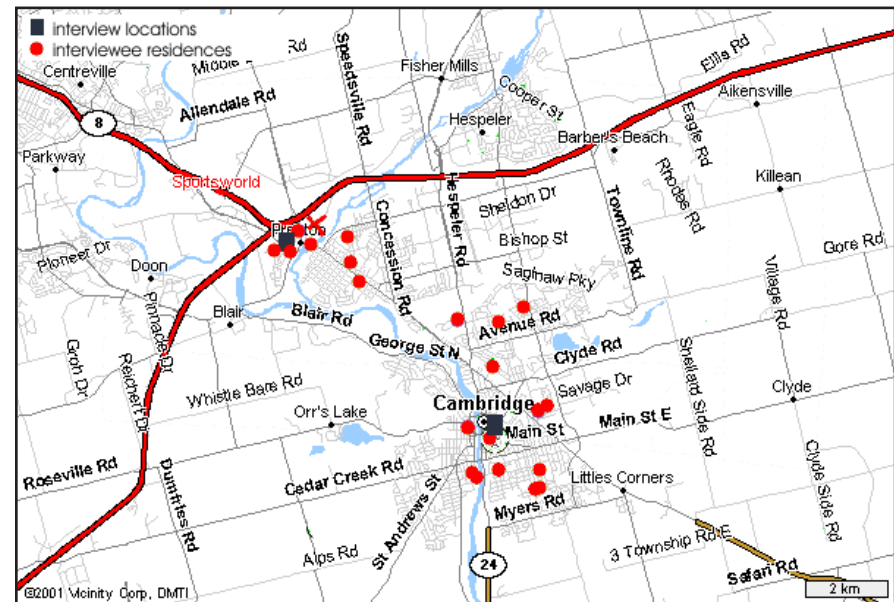 interview locations
interviewee residences
Middle Rd
Centreville
Allendale Rd
Speedsville Rd
Fisher Mills
Cooper St
Ellis Rd
Aikensville
8
Hespeler
Barber's Beach
Eagle Rd
Parkway
Sportsworld
Hespeler Rd
Rhodes Rd
Killean
Sheldon Dr
Townline Rd
Concession Rd
Preston
Bishop St
Gore Rd
Pioneer Dr
Doon
Saginaw Pky
Village Rd
Pinnacle Dr
Blair
Blair Rd
Avenue Rd
George St N
Clyde Rd
Groh Dr
Reichert Dr
Shellard Side Rd
Whistle Bare Rd
Savage Dr
Clyde
Cambridge
Orr's Lake
Main St E
Main St
Roseville Rd
Cedar Creek Rd
Clyde Side Rd
Dumfries Rd
St Andrews St
Littles Corners
Myers Rd
Alps Rd
3 Township Rd E
24
Safari Rd
©2001 Vicinity Corp, DMTI
2 km